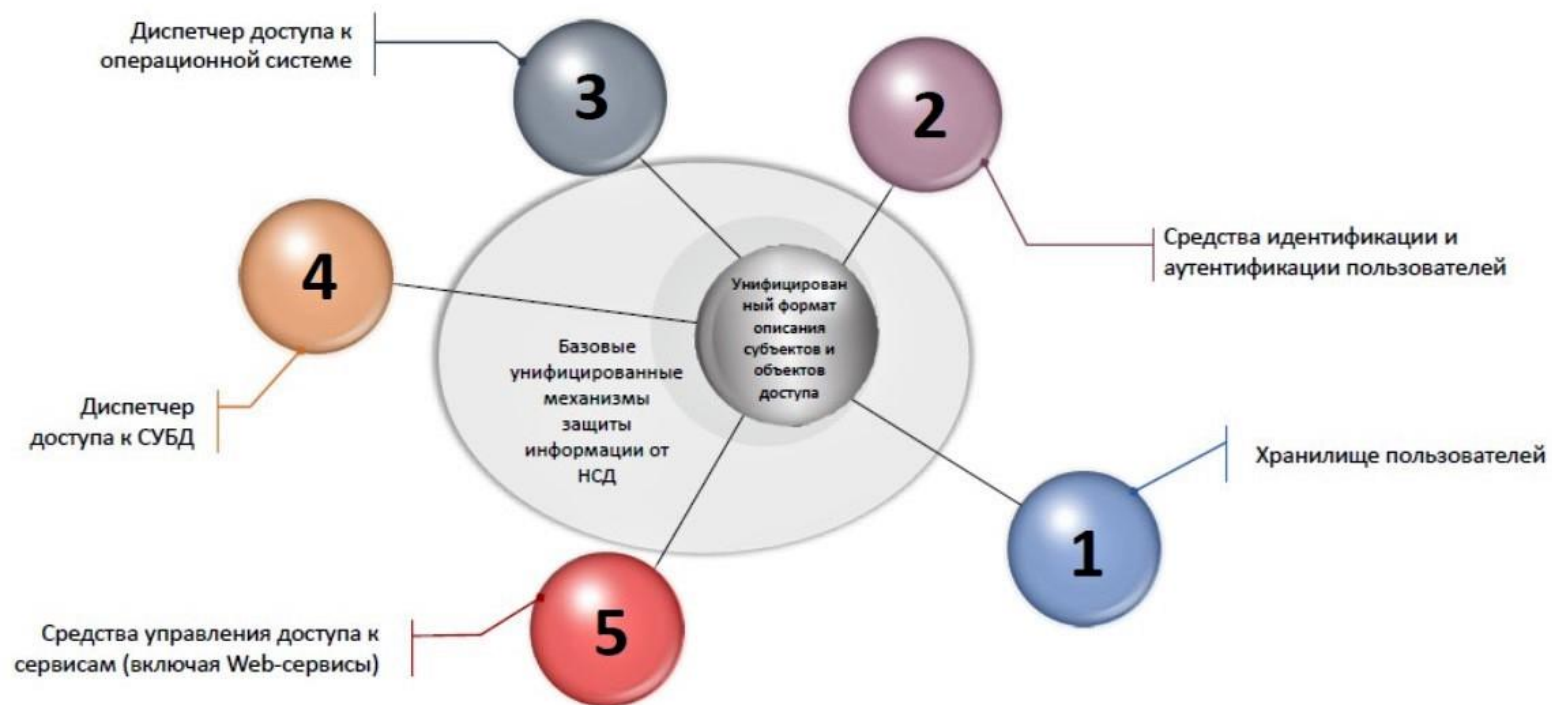 Диспетчер доступа к
операционной системе
3
2
Средства идентификации и
аутентификации пользователей
4
Унифицирован
ный формат
описания
субъектов и
объектов
доступа
Базовые
унифицированные
механизмы
защиты
информации от
НСД
Диспетчер
доступа к СУБД
Хранилище пользователей
1
5
Средства управления доступа к
сервисам (включая Web-сервисы)